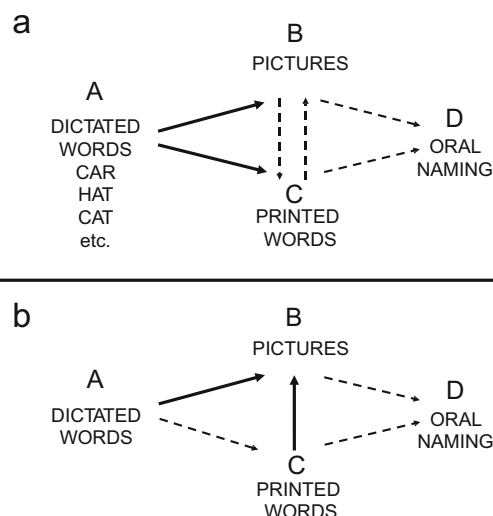 a
B
PICTURES
A
DICTATED
WORDS
CAR
HAT
CAT
etc.
D
ORAL
NAMING
C
PRINTED
WORDS
b
B
PICTURES
A
DICTATED
WORDS
D
ORAL
NAMING
C
PRINTED
WORDS